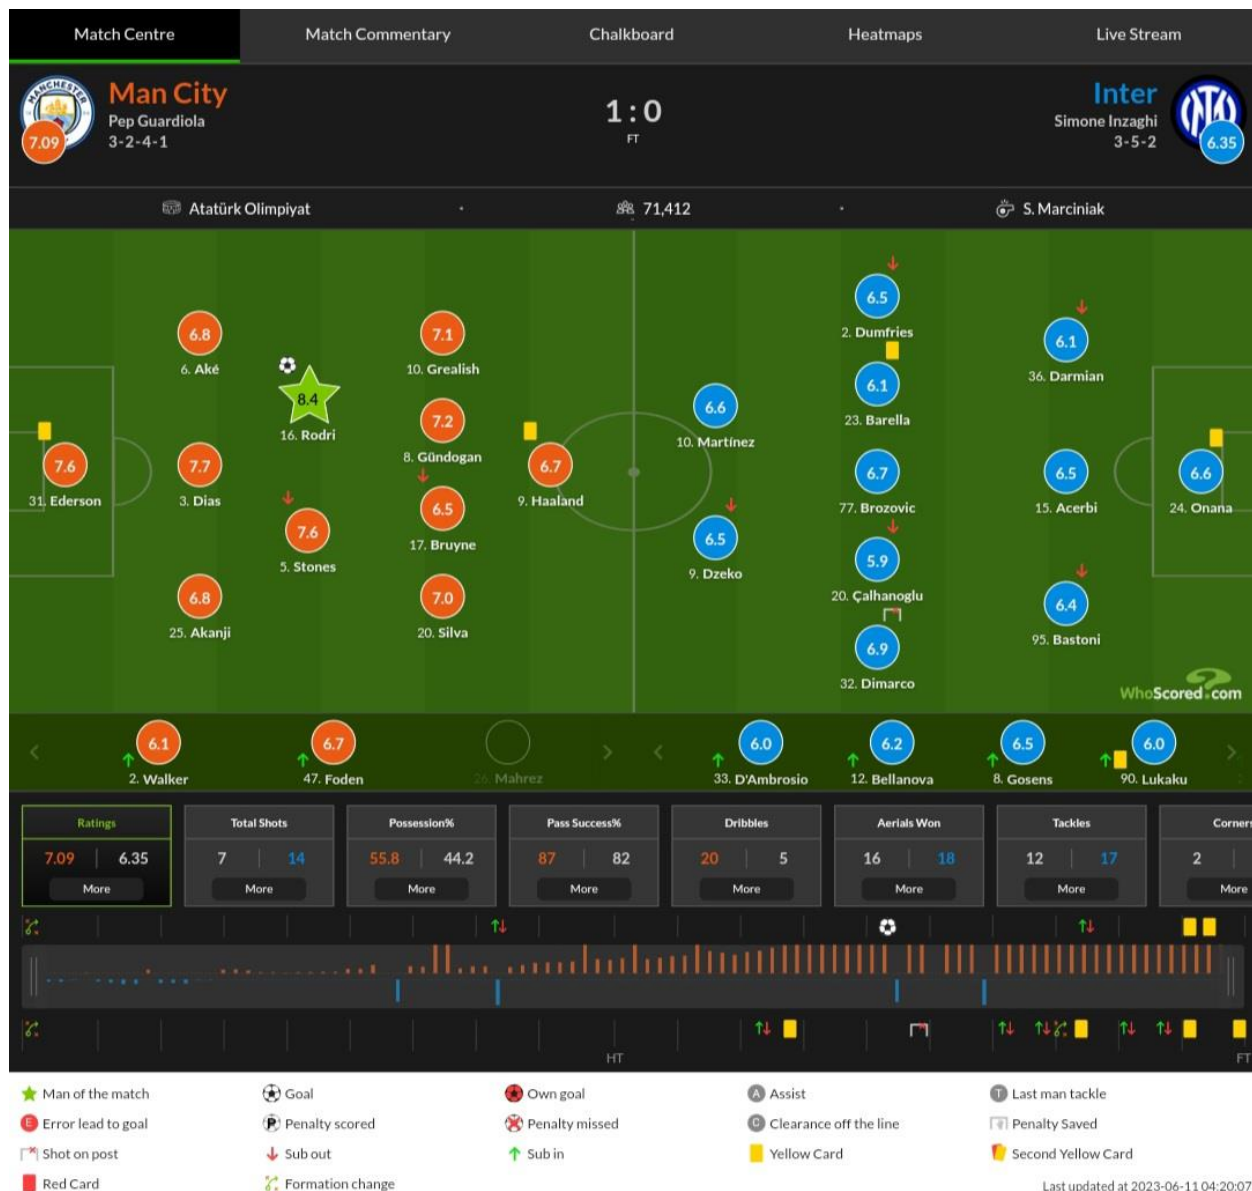 Match Centre
Match Commentary
Chalkboard
Heatmaps
Live Stream
MANCHESTER
Man City
Pep Guardiola
3-2-4-1
7.09
1 : 0
FT
Inter
Simone Inzaghi
3-5-2
6.35
Atatürk Olimpiyat
71,412
S. Marciniak
6.8
6. Aké
7.1
10. Grealish
8.4
16. Rodri
7.2
8. Gündogan
7.6
31. Ederson
7.7
3. Dias
6.7
9. Haaland
7.6
5. Stones
6.5
17. Bruyne
6.8
25. Akanji
7.0
20. Silva
6.5
2. Dumfries
6.1
36. Darmian
6.1
23. Barella
6.6
10. Martínez
6.7
77. Brozovic
6.5
15. Acerbi
6.6
24. Onana
6.5
9. Dzeko
5.9
20. Çalhanoglu
6.4
95. Bastoni
6.9
32. Dimarco
WhoScored.com
6.1
2. Walker
6.7
47. Foden
26. Mahrez
6.0
33. D'Ambrosio
6.2
12. Bellanova
6.5
8. Gosens
6.0
90. Lukaku
Ratings
7.09 6.35
More
Total Shots
7 14
More
Possession%
55.8 44.2
More
Pass Success%
87 82
More
Dribbles
20 5
More
Aerials Won
16 18
More
Tackles
12 17
More
Corners
2
More
HT
FT
Man of the match
Goal
Own goal
A Assist
T Last man tackle
E Error lead to goal
P Penalty scored
Penalty missed
C Clearance off the line
Penalty Saved
Shot on post
Sub out
Sub in
Yellow Card
Second Yellow Card
Red Card
Formation change
Last updated at 2023-06-11 04:20:07